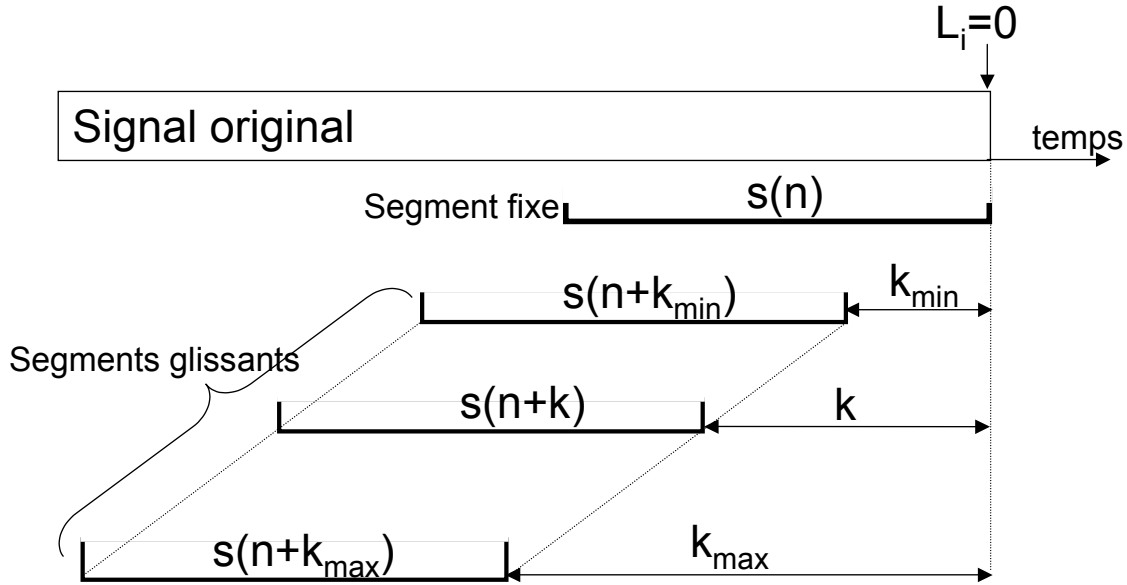 L_i=0
Signal original
temps
Segment fixe
s(n)
s(n+k_min)
k_min
Segments glissants
s(n+k)
k
s(n+k_max)
k_max